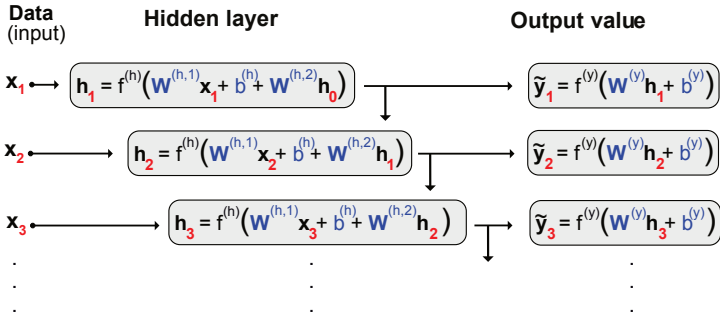 Data Hidden layer Output value
(input)
x₁ h₁ = f⁽ʰ⁾(W⁽ʰ,¹⁾x₁+ b⁽ʰ⁾+ W⁽ʰ,²⁾h₀) ỹ₁ = f⁽ʸ⁾(W⁽ʸ⁾h₁+ b⁽ʸ⁾)
x₂ h₂ = f⁽ʰ⁾(W⁽ʰ,¹⁾x₂+ b⁽ʰ⁾+ W⁽ʰ,²⁾h₁) ỹ₂ = f⁽ʸ⁾(W⁽ʸ⁾h₂+ b⁽ʸ⁾)
x₃ h₃ = f⁽ʰ⁾(W⁽ʰ,¹⁾x₃+ b⁽ʰ⁾+ W⁽ʰ,²⁾h₂) ỹ₃ = f⁽ʸ⁾(W⁽ʸ⁾h₃+ b⁽ʸ⁾)
. . .
. . .
. . .